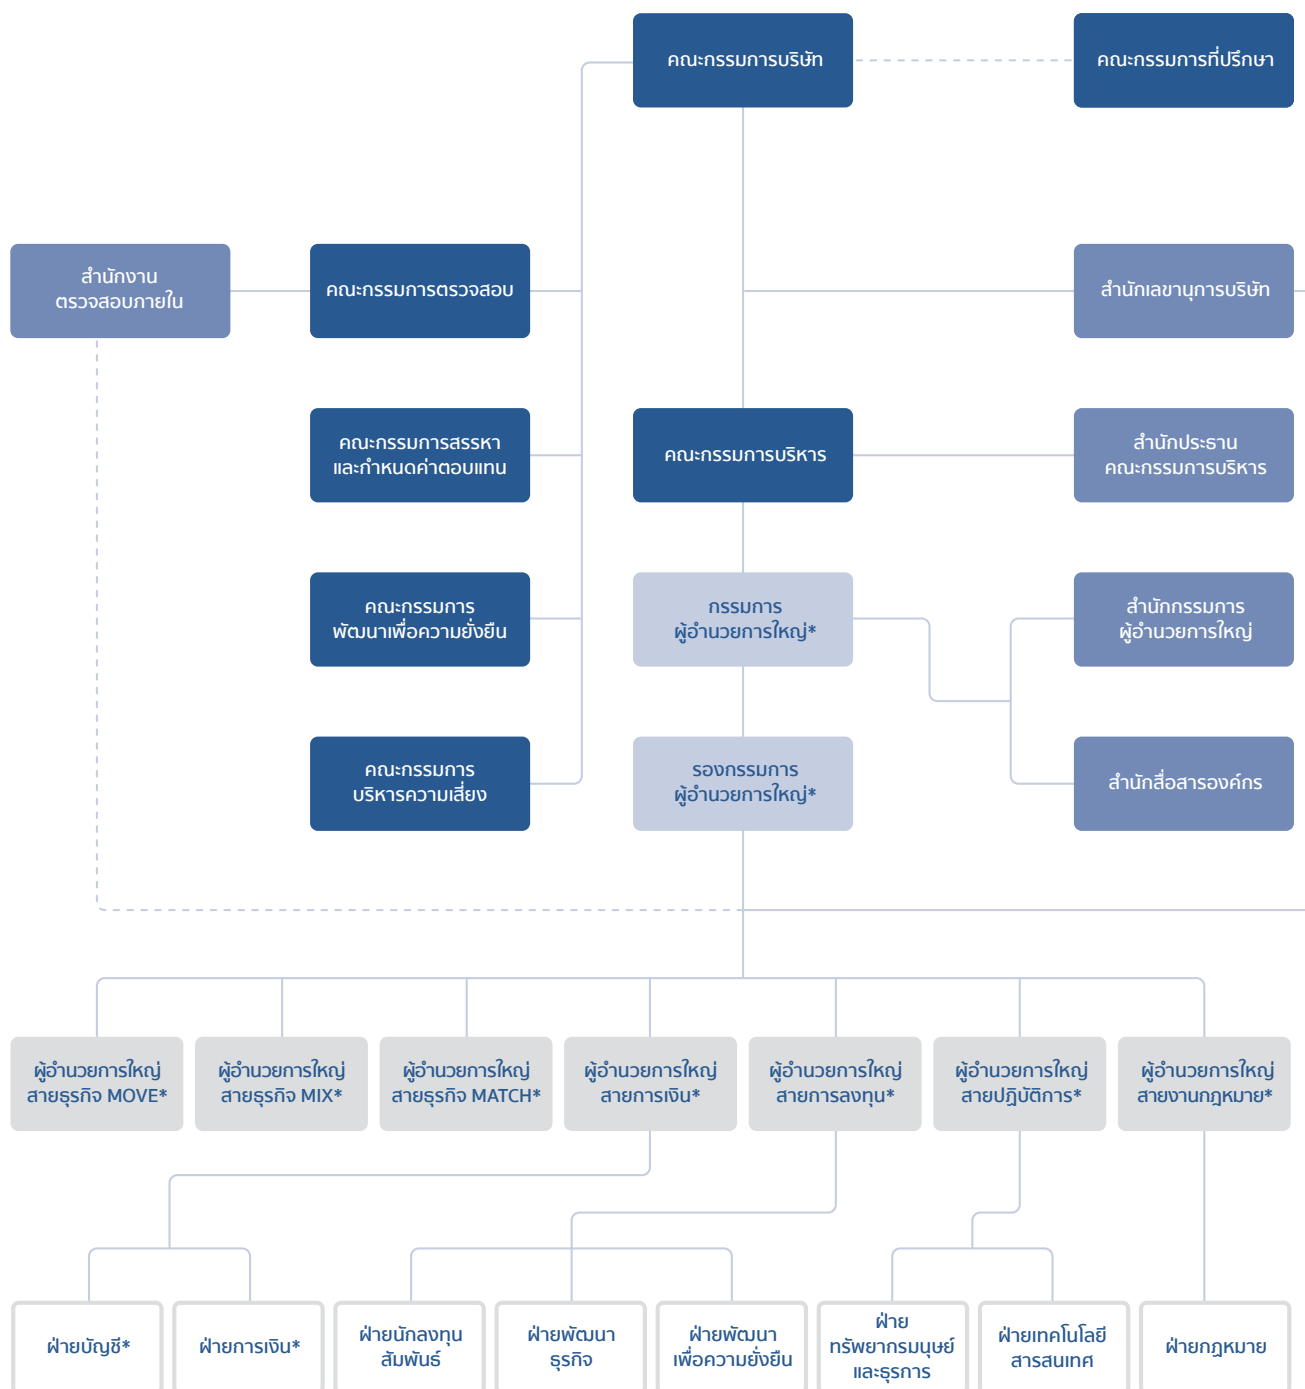 คณะกรรมการบริษัท
คณะกรรมการที่ปรึกษา
สำนักงาน
ตรวจสอบภายใน
คณะกรรมการตรวจสอบ
สำนักเลขานุการบริษัท
คณะกรรมการสรรหา
และกำหนดค่าตอบแทน
คณะกรรมการบริหาร
สำนักประธาน
คณะกรรมการบริหาร
คณะกรรมการ
พัฒนาเพื่อความยั่งยืน
กรรมการ
ผู้อำนวยการใหญ่*
สำนักกรรมการ
ผู้อำนวยการใหญ่
คณะกรรมการ
บริหารความเสี่ยง
รองกรรมการ
ผู้อำนวยการใหญ่*
สำนักสื่อสารองค์กร
ผู้อำนวยการใหญ่
สายธุรกิจ MOVE*
ผู้อำนวยการใหญ่
สายธุรกิจ MIX*
ผู้อำนวยการใหญ่
สายธุรกิจ MATCH*
ผู้อำนวยการใหญ่
สายการเงิน*
ผู้อำนวยการใหญ่
สายการลงทุน*
ผู้อำนวยการใหญ่
สายปฏิบัติการ*
ผู้อำนวยการใหญ่
สายงานกฎหมาย*
ฝ่ายบัญชี*
ฝ่ายการเงิน*
ฝ่ายนักลงทุน
สัมพันธ์
ฝ่ายพัฒนา
ธุรกิจ
ฝ่ายพัฒนา
เพื่อความยั่งยืน
ฝ่าย
ทรัพยากรมนุษย์
และธุรการ
ฝ่ายเทคโนโลยี
สารสนเทศ
ฝ่ายกฎหมาย